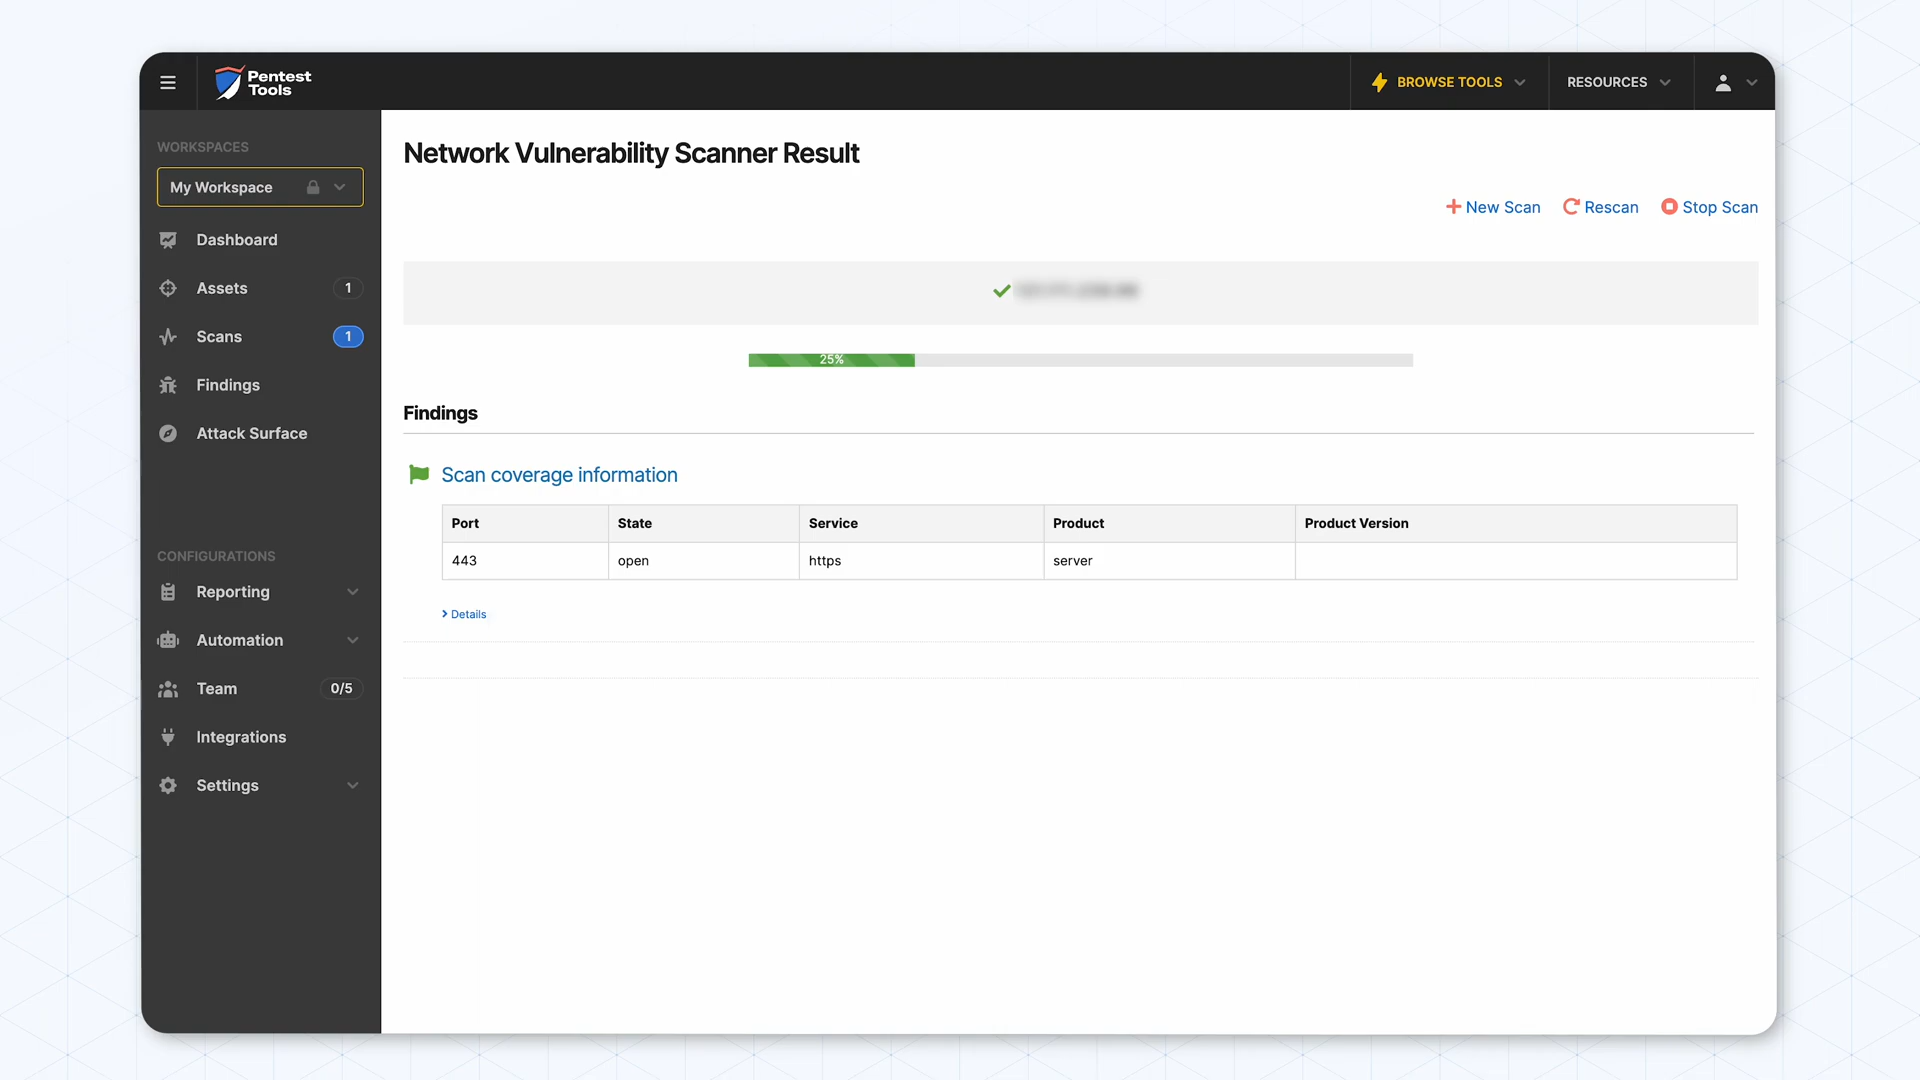 Pentest
Tools
BROWSE TOOLS
RESOURCES
WORKSPACES
My Workspace
Dashboard
Assets 1
Scans 1
Findings
Attack Surface
CONFIGURATIONS
Reporting
Automation
Team 0/5
Integrations
Settings
Network Vulnerability Scanner Result
New Scan Rescan Stop Scan
25%
Findings
Scan coverage information
Port State Service Product Product Version
443 open https server
Details